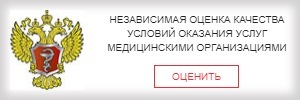 НЕЗАВИСИМАЯ ОЦЕНКА КАЧЕСТВА
УСЛОВИЙ ОКАЗАНИЯ УСЛУГ
МЕДИЦИНСКИМИ ОРГАНИЗАЦИЯМИ
ОЦЕНИТЬ